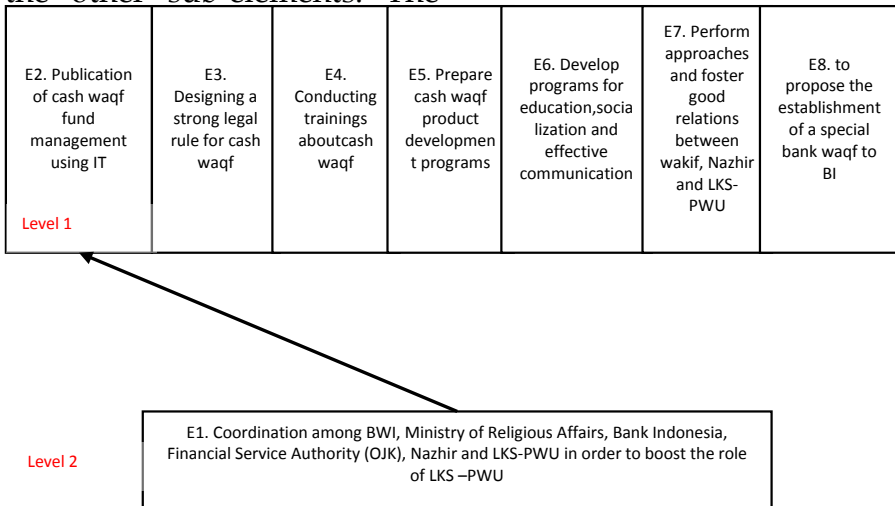 the other sub-elements. The
E2. Publication
of cash waqf
fund
management
using IT
Level 1
E3.
Designing a
strong legal
rule for cash
waqf
E4.
Conducting
trainings
aboutcash
waqf
E5. Prepare
cash waqf
product
developmen
t programs
E6. Develop
programs for
education,socia
lization and
effective
communication
E7. Perform
approaches
and foster
good
relations
between
wakif, Nazhir
and LKS-
PWU
E8. to
propose the
establishment
of a special
bank waqf to
BI
Level 2
E1. Coordination among BWI, Ministry of Religious Affairs, Bank Indonesia,
Financial Service Authority (OJK), Nazhir and LKS-PWU in order to boost the role
of LKS –PWU